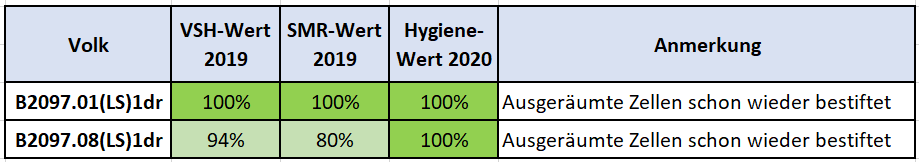 Volk VSH-Wert 2019 SMR-Wert 2019 Hygiene-Wert 2020 Anmerkung
B2097.01(LS)1dr 100% 100% 100% Ausgeräumte Zellen schon wieder bestiftet
B2097.08(LS)1dr 94% 80% 100% Ausgeräumte Zellen schon wieder bestiftet